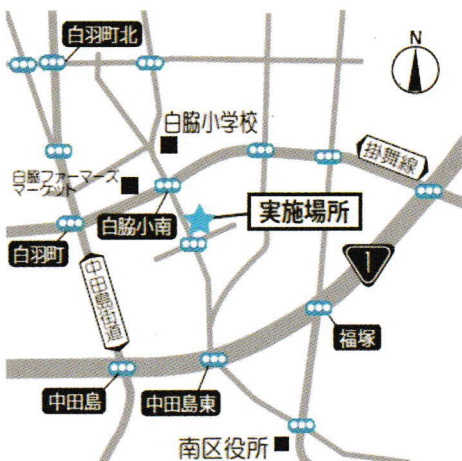 白羽町北
N
白脇小学校
掛舞線
白脇ファーマーズ
マーケット
実施場所
白脇小南
白羽町
中田島街道
1
福塚
中田島
中田島東
南区役所